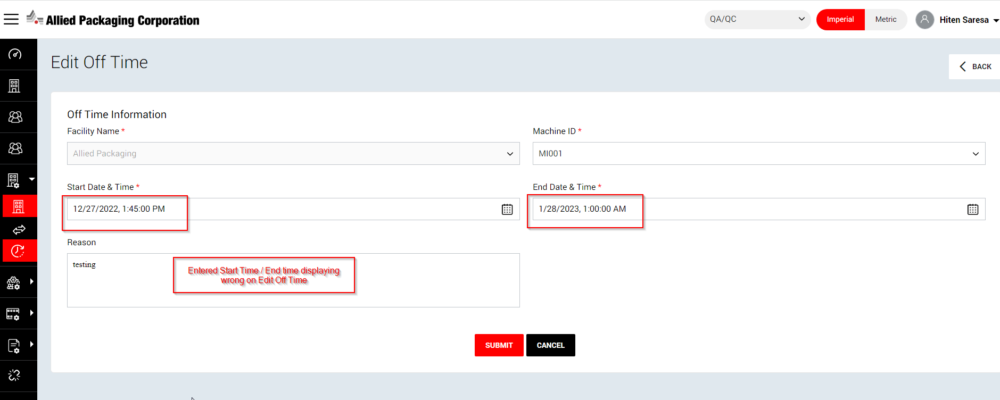 Allied Packaging Corporation
QA/QC
Imperial
Metric
Hiten Saresa
Edit Off Time
BACK
Off Time Information
Facility Name *
Machine ID *
Allied Packaging
MI001
Start Date & Time *
End Date & Time *
12/27/2022, 1:45:00 PM
1/28/2023, 1:00:00 AM
Reason
testing
Entered Start Time / End time displaying
wrong on Edit Off Time
SUBMIT
CANCEL